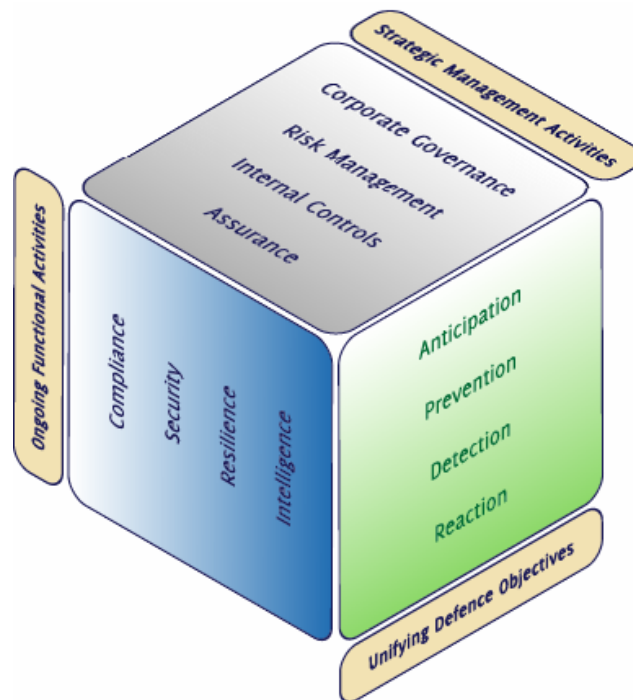 Strategic Management Activities
Corporate Governance
Risk Management
Internal Controls
Assurance
Ongoing Functional Activities
Compliance
Security
Resilience
Intelligence
Anticipation
Prevention
Detection
Reaction
Unifying Defence Objectives